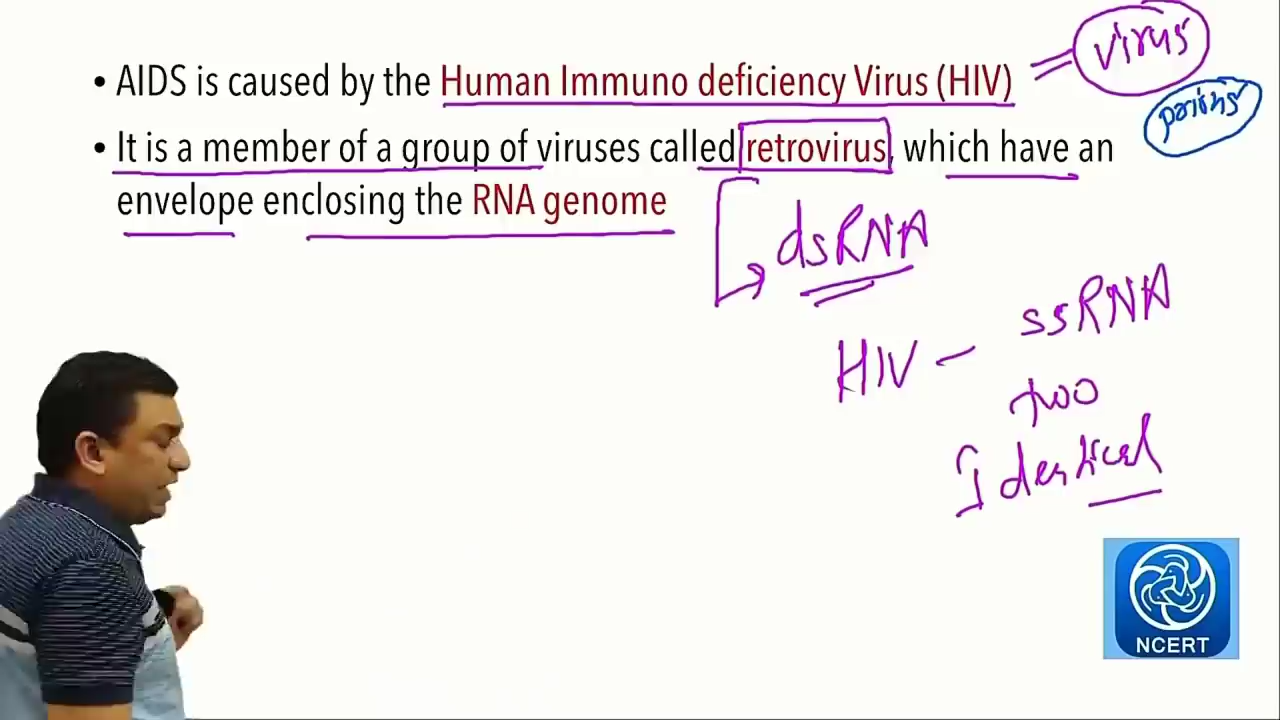 • AIDS is caused by the Human Immuno deficiency Virus (HIV)
virus
• It is a member of a group of viruses called retrovirus, which have an
envelope enclosing the RNA genome
dsRNA
HIV – ssRNA
two
Identical
NCERT